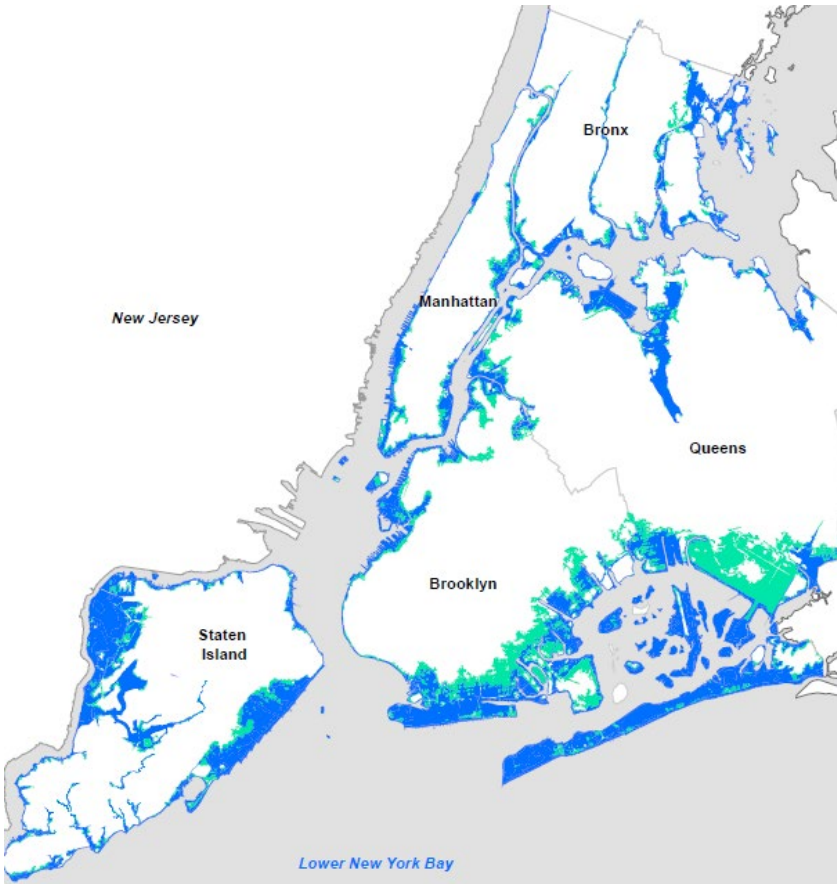 Bronx
Manhattan
New Jersey
Queens
Brooklyn
Staten
Island
Lower New York Bay